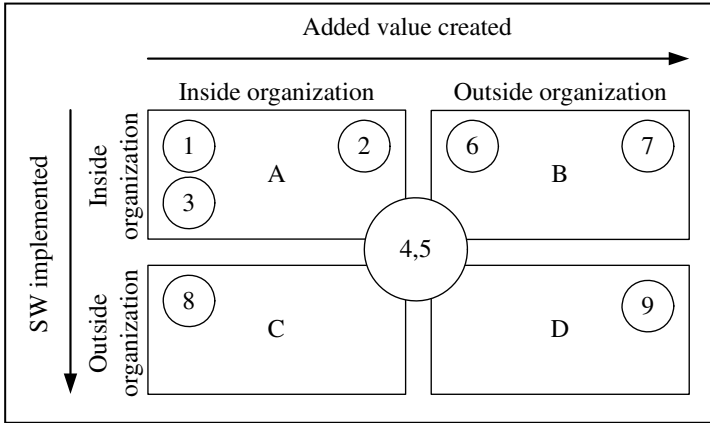 Added value created
Inside organization
Outside organization
SW implemented
Inside
organization
1
2
3
A
6
7
B
4,5
Outside
organization
8
C
9
D